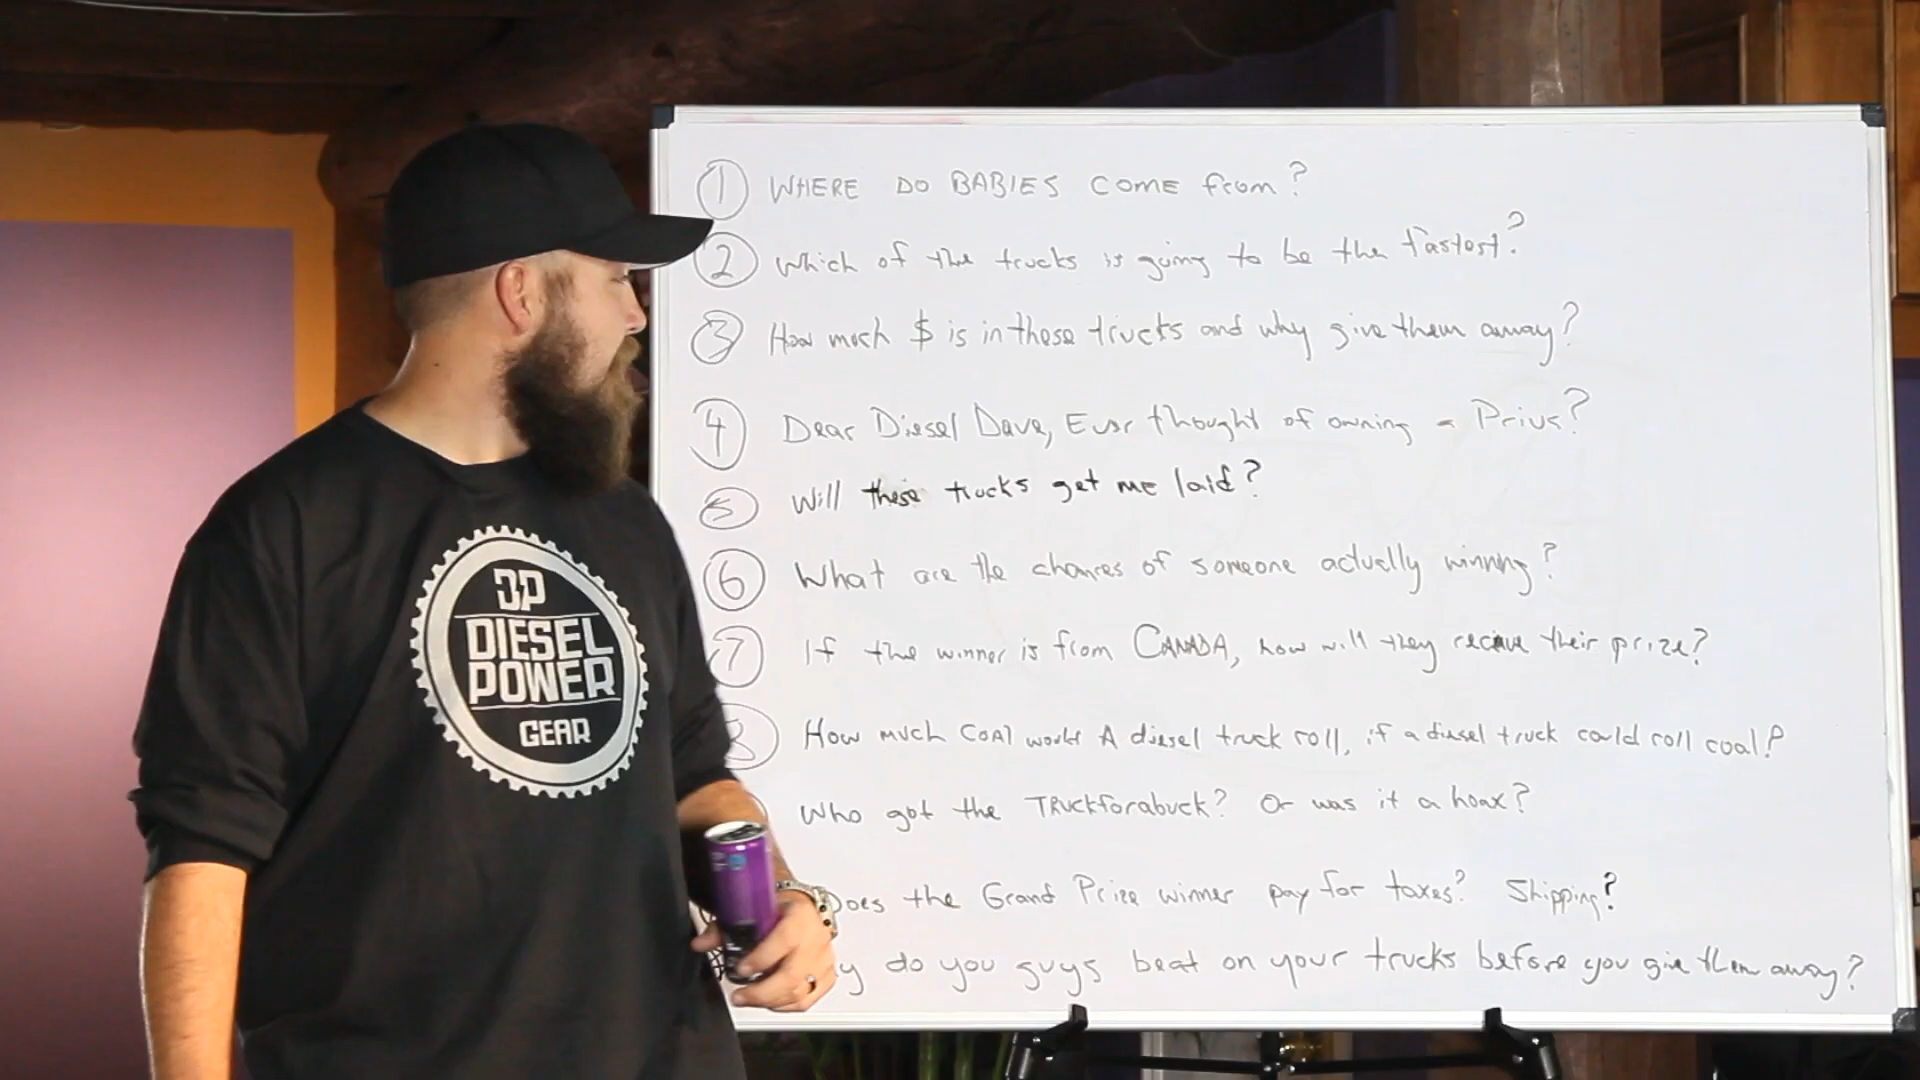 ① WHERE DO BABIES COME from?
② Which of the trucks is going to be the fastest?
③ How much $ is in these trucks and why give them away?
④ Dear Diesel Dave, Ever thought of owning a Prius?
⑤ Will these trucks get me laid?
⑥ What are the chances of someone actually winning?
7 If the winner is from CANADA, how will they receive their prize?
8 How much coal would A diesel truck roll, if a diesel truck could roll coal?
Who got the TRuckforabuck? Or was it a hoax?
Does the Grand Prize winner pay for taxes? Shipping?
y do you guys beat on your trucks before you give them away?
DP
DIESEL
POWER
GEAR